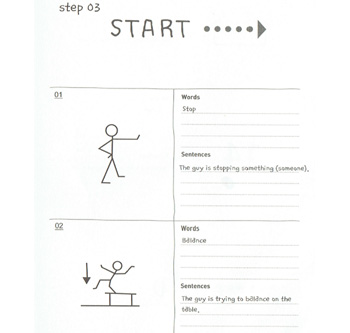 step 03
START
01
Words
Stop
Sentences
The guy is stopping something (someone).
02
Words
Balance
Sentences
The guy is trying to balance on the
table.